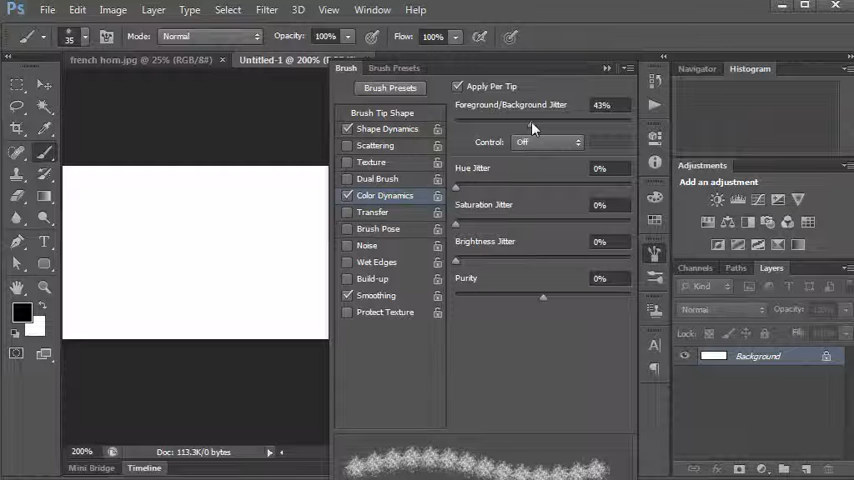 Ps File Edit Image Layer Type Select Filter 3D View Window Help
35 Mode: Normal Opacity: 100% Flow: 100%
french horn.jpg @ 25% (RGB/8#) × Untitled-1 @ 200%
Brush Brush Presets
Navigator Histogram
Brush Presets
Apply Per Tip
Brush Tip Shape
Foreground/Background Jitter 43%
Shape Dynamics
Control: Off
Scattering
Texture
Hue Jitter 0%
Dual Brush
Color Dynamics
Saturation Jitter 0%
Transfer
Brush Pose
Brightness Jitter 0%
Noise
Wet Edges
Purity 0%
Build-up
Smoothing
Protect Texture
Adjustments
Add an adjustment
Channels Paths Layers
Kind
Normal Opacity:
Lock: Fill:
Background
200% Doc: 113.3K/0 bytes
Mini Bridge Timeline